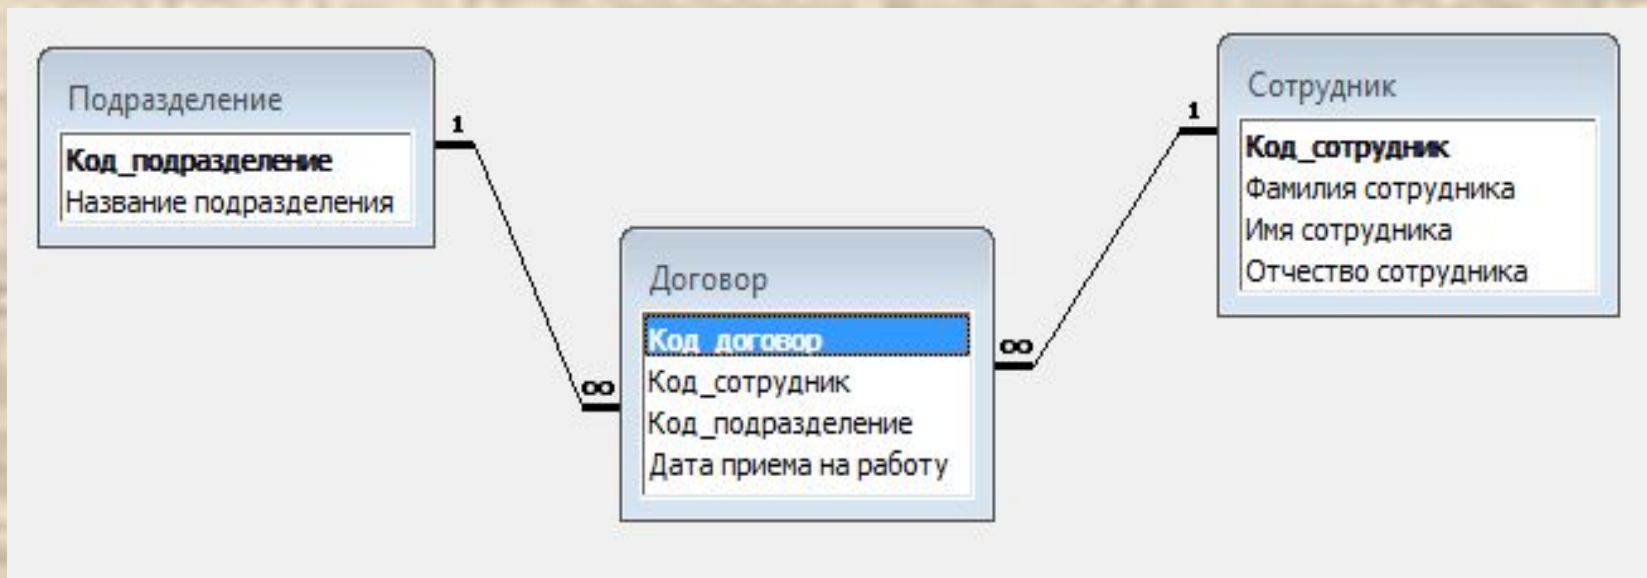 Подразделение
Код_подразделение
Название подразделения
1
∞
Договор
Код_договор
Код_сотрудник
Код_подразделение
Дата приема на работу
∞
1
Сотрудник
Код_сотрудник
Фамилия сотрудника
Имя сотрудника
Отчество сотрудника